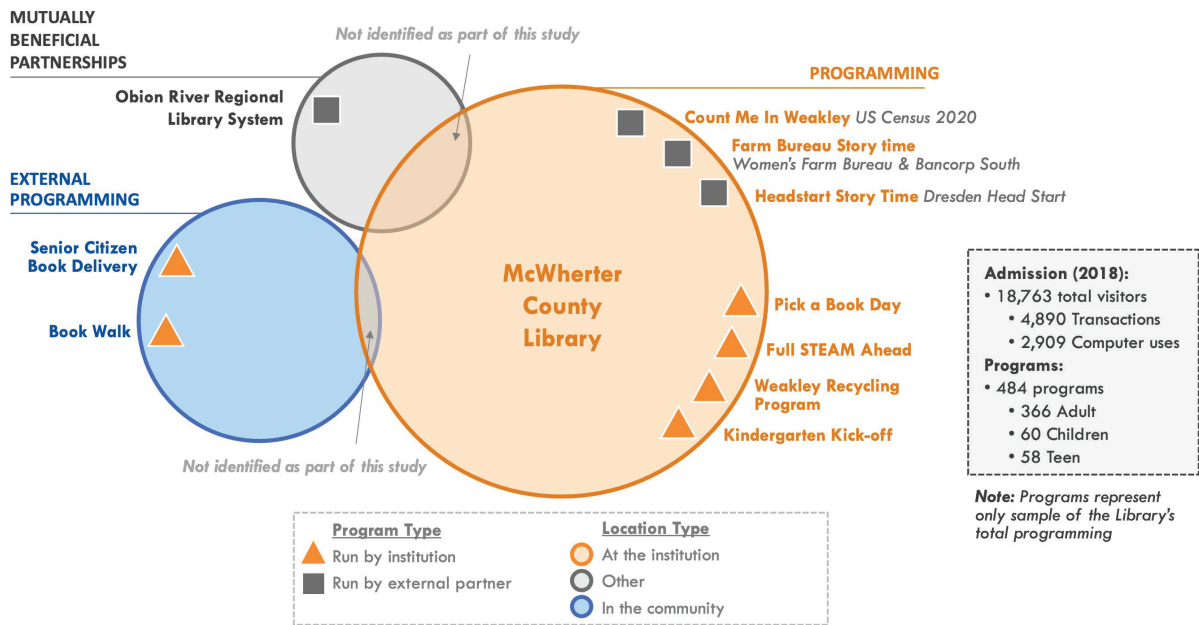 MUTUALLY
BENEFICIAL
PARTNERSHIPS
Not identified as part of this study
Obion River Regional
Library System
PROGRAMMING
Count Me In Weakley US Census 2020
Farm Bureau Story time
Women's Farm Bureau & Bancorp South
Headstart Story Time Dresden Head Start
EXTERNAL
PROGRAMMING
Senior Citizen
Book Delivery
Book Walk
McWherter
County
Library
Pick a Book Day
Full STEAM Ahead
Weakley Recycling
Program
Kindergarten Kick-off
Not identified as part of this study
Admission (2018):
• 18,763 total visitors
• 4,890 Transactions
• 2,909 Computer uses
Programs:
• 484 programs
• 366 Adult
• 60 Children
• 58 Teen
Note: Programs represent
only sample of the Library's
total programming
Program Type
Run by institution
Run by external partner
Location Type
At the institution
Other
In the community